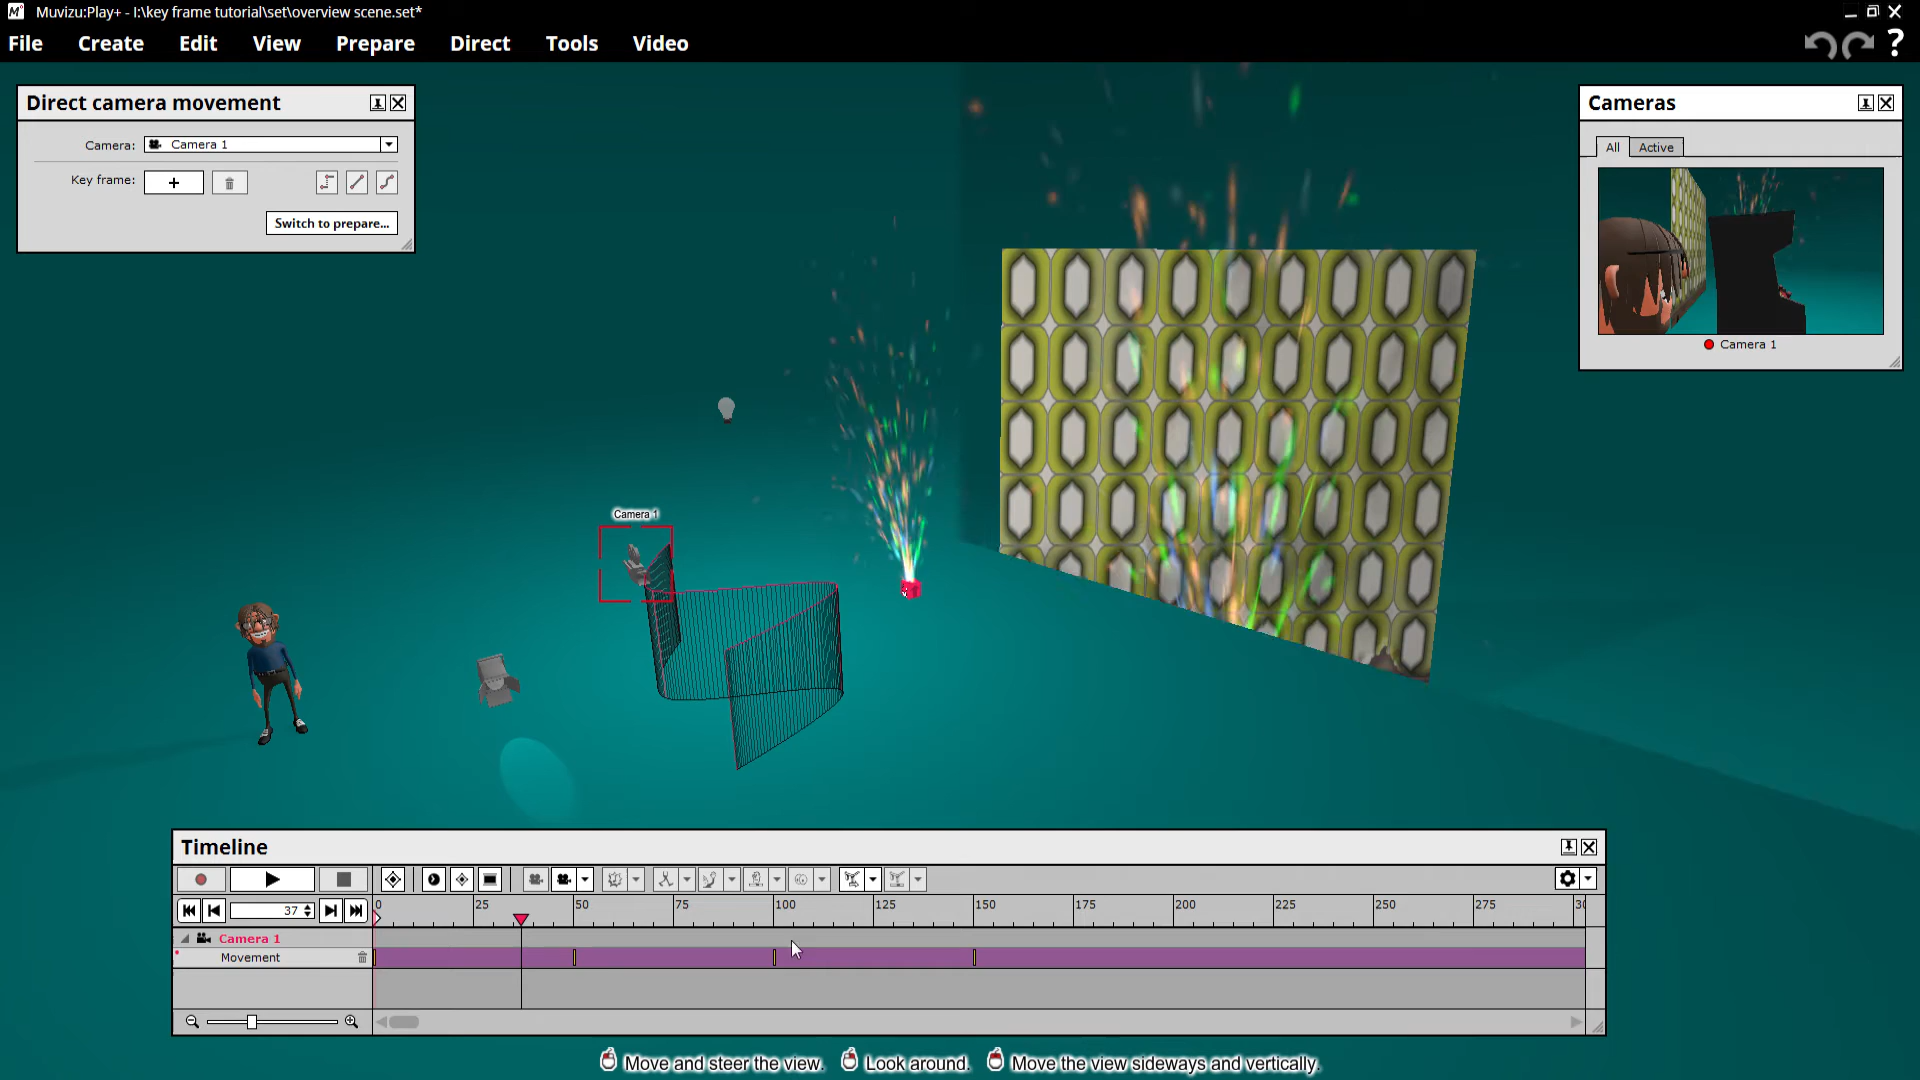 Muvizu:Play+ - I:\key frame tutorial\set\overview scene.set*
File Create Edit View Prepare Direct Tools Video ?
Direct camera movement
Camera: Camera 1
Key frame: +
Switch to prepare...
Cameras
All Active
Camera 1
Camera 1
Timeline
37
0 25 50 75 100 125 150 175 200 225 250 275
Camera 1
Movement
Move and steer the view. Look around. Move the view sideways and vertically.